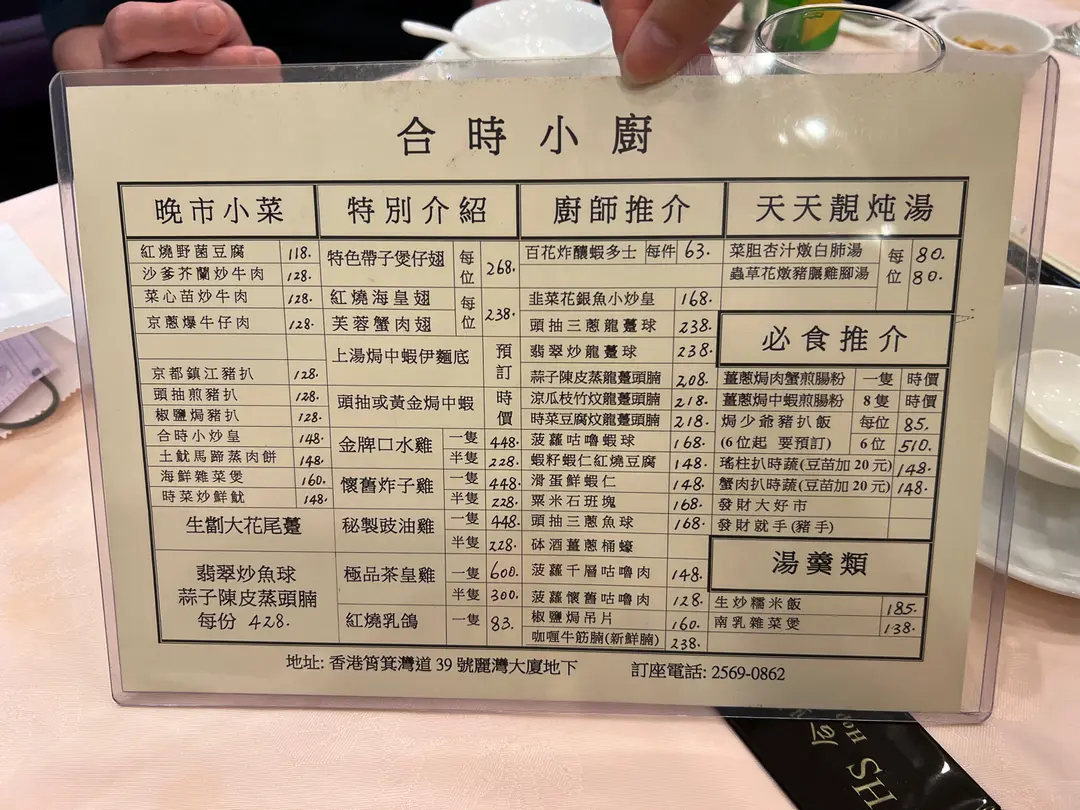 合時小廚
晚市小菜
紅燒野菌豆腐 118.
沙爹芥蘭炒牛肉 128.
菜心苗炒牛肉 128.
京蔥爆牛仔肉 128.
京都鎮江豬扒 128.
頭抽煎豬扒 128.
椒鹽焗豬扒 128.
合時小炒皇 148.
土魷馬蹄蒸肉餅 148.
海鮮雜菜煲 160.
時菜炒鮮魷 148.
生劏大花尾躉
翡翠炒魚球
蒜子陳皮蒸頭腩
每份 428.
特別介紹
特色帶子煲仔翅 每位 268.
紅燒海皇翅 每位 238.
芙蓉蟹肉翅
上湯焗中蝦伊麵底 預訂
頭抽或黃金焗中蝦 時價
金牌口水雞 一隻 448.
半隻 228.
懷舊炸子雞 一隻 448.
半隻 228.
秘製豉油雞 一隻 448.
半隻 228.
極品茶皇雞 一隻 600.
半隻 300.
紅燒乳鴿 一隻 83.
廚師推介
百花炸釀蝦多士 每件 63.
韭菜花銀魚小炒皇 168.
頭抽三蔥龍躉球 238.
翡翠炒龍躉球 238.
蒜子陳皮蒸龍躉頭腩 208.
涼瓜枝竹炆龍躉頭腩 218.
時菜豆腐炆龍躉頭腩 218.
菠蘿咕嚕蝦球 168.
蝦籽蝦仁紅燒豆腐 148.
滑蛋鮮蝦仁 148.
粟米石班塊 168.
頭抽三蔥魚球 168.
砵酒薑蔥桶蠔
菠蘿千層咕嚕肉 148.
菠蘿懷舊咕嚕肉 128.
椒鹽焗吊片 160.
咖喱牛筋腩(新鮮腩) 238.
天天靚炖湯
菜胆杏汁燉白肺湯 每位 80.
蟲草花燉豬𦟌雞腳湯 80.
必食推介
薑蔥焗肉蟹煎腸粉 一隻 時價
薑蔥焗中蝦煎腸粉 8隻 時價
焗少爺豬扒飯 每位 85.
(6位起 要預訂) 6位 510.
瑤柱扒時蔬(豆苗加20元) 148.
蟹肉扒時蔬(豆苗加20元) 148.
發財大好市
發財就手(豬手)
湯羹類
生炒糯米飯 185.
南乳雜菜煲 138.
地址: 香港筲箕灣道 39 號麗灣大廈地下 訂座電話: 2569-0862
HS